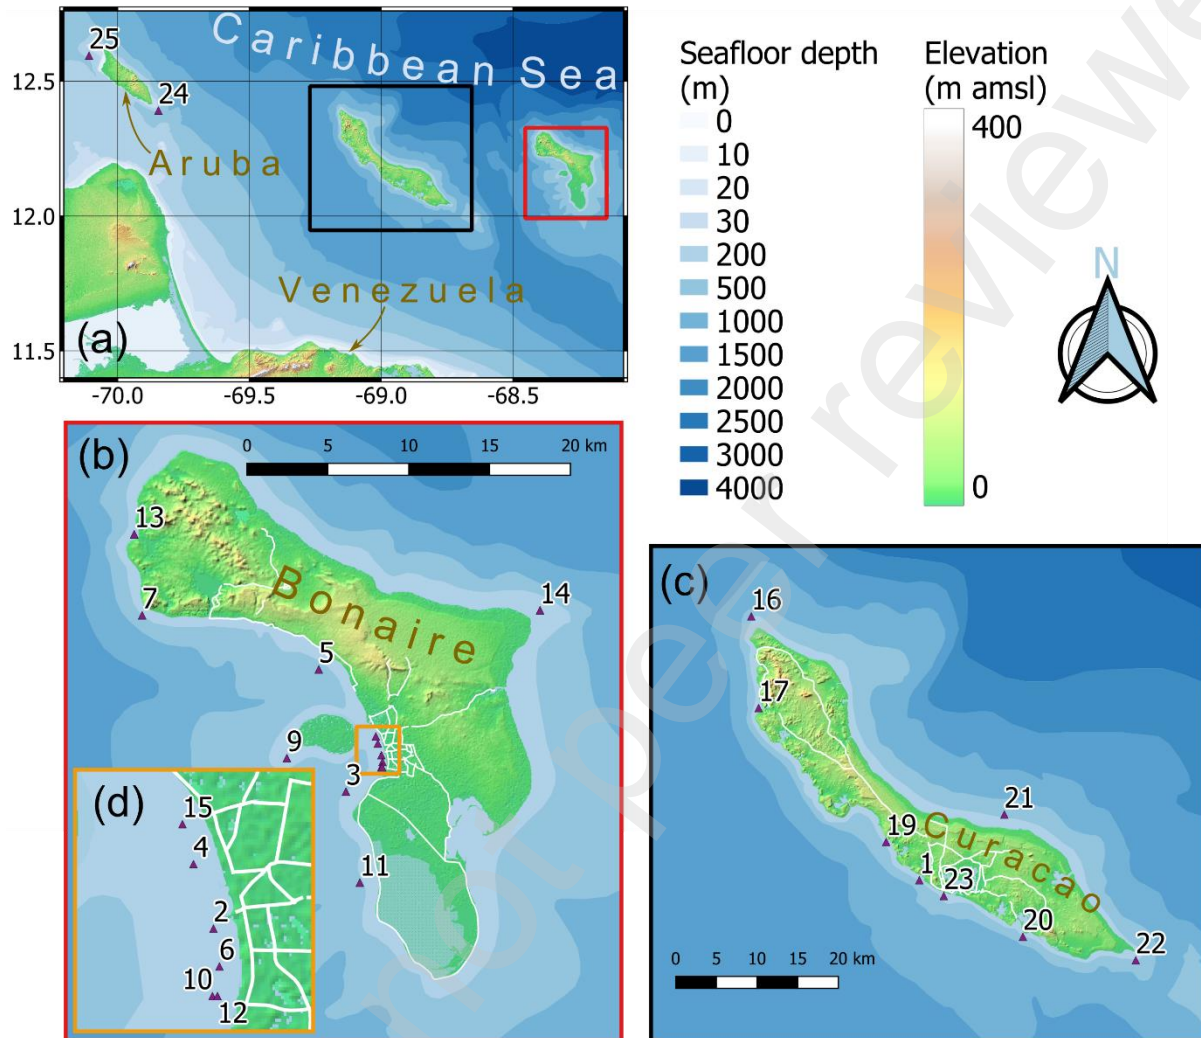 25
24
12.5
12.0
11.5
Caribbean Sea
Aruba
Venezuela
(a)
-70.0 -69.5 -69.0 -68.5
Seafloor depth
(m)
0
10
20
30
200
500
1000
1500
2000
2500
3000
4000
Elevation
(m amsl)
400
0
N
(b)
0 5 10 15 20 km
13
7
Bonaire
14
5
9
3
11
(d)
15
4
2
6
10
12
(c)
16
17
21
19
Curacao
1
23
20
22
0 5 10 15 20 km
not peer reviewe